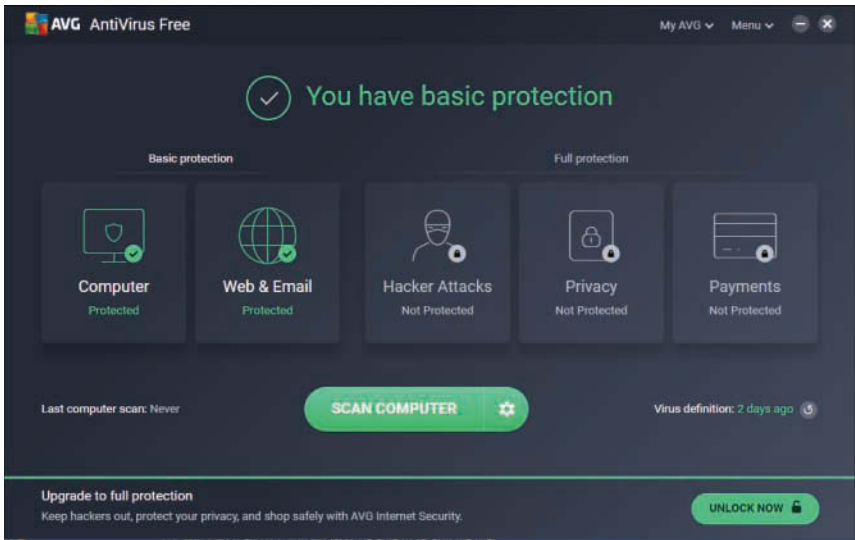 AVG AntiVirus Free
My AVG
Menu
You have basic protection
Basic protection
Full protection
Computer
Protected
Web & Email
Protected
Hacker Attacks
Not Protected
Privacy
Not Protected
Payments
Not Protected
Last computer scan: Never
SCAN COMPUTER
Virus definition: 2 days ago
Upgrade to full protection
Keep hackers out, protect your privacy, and shop safely with AVG Internet Security.
UNLOCK NOW